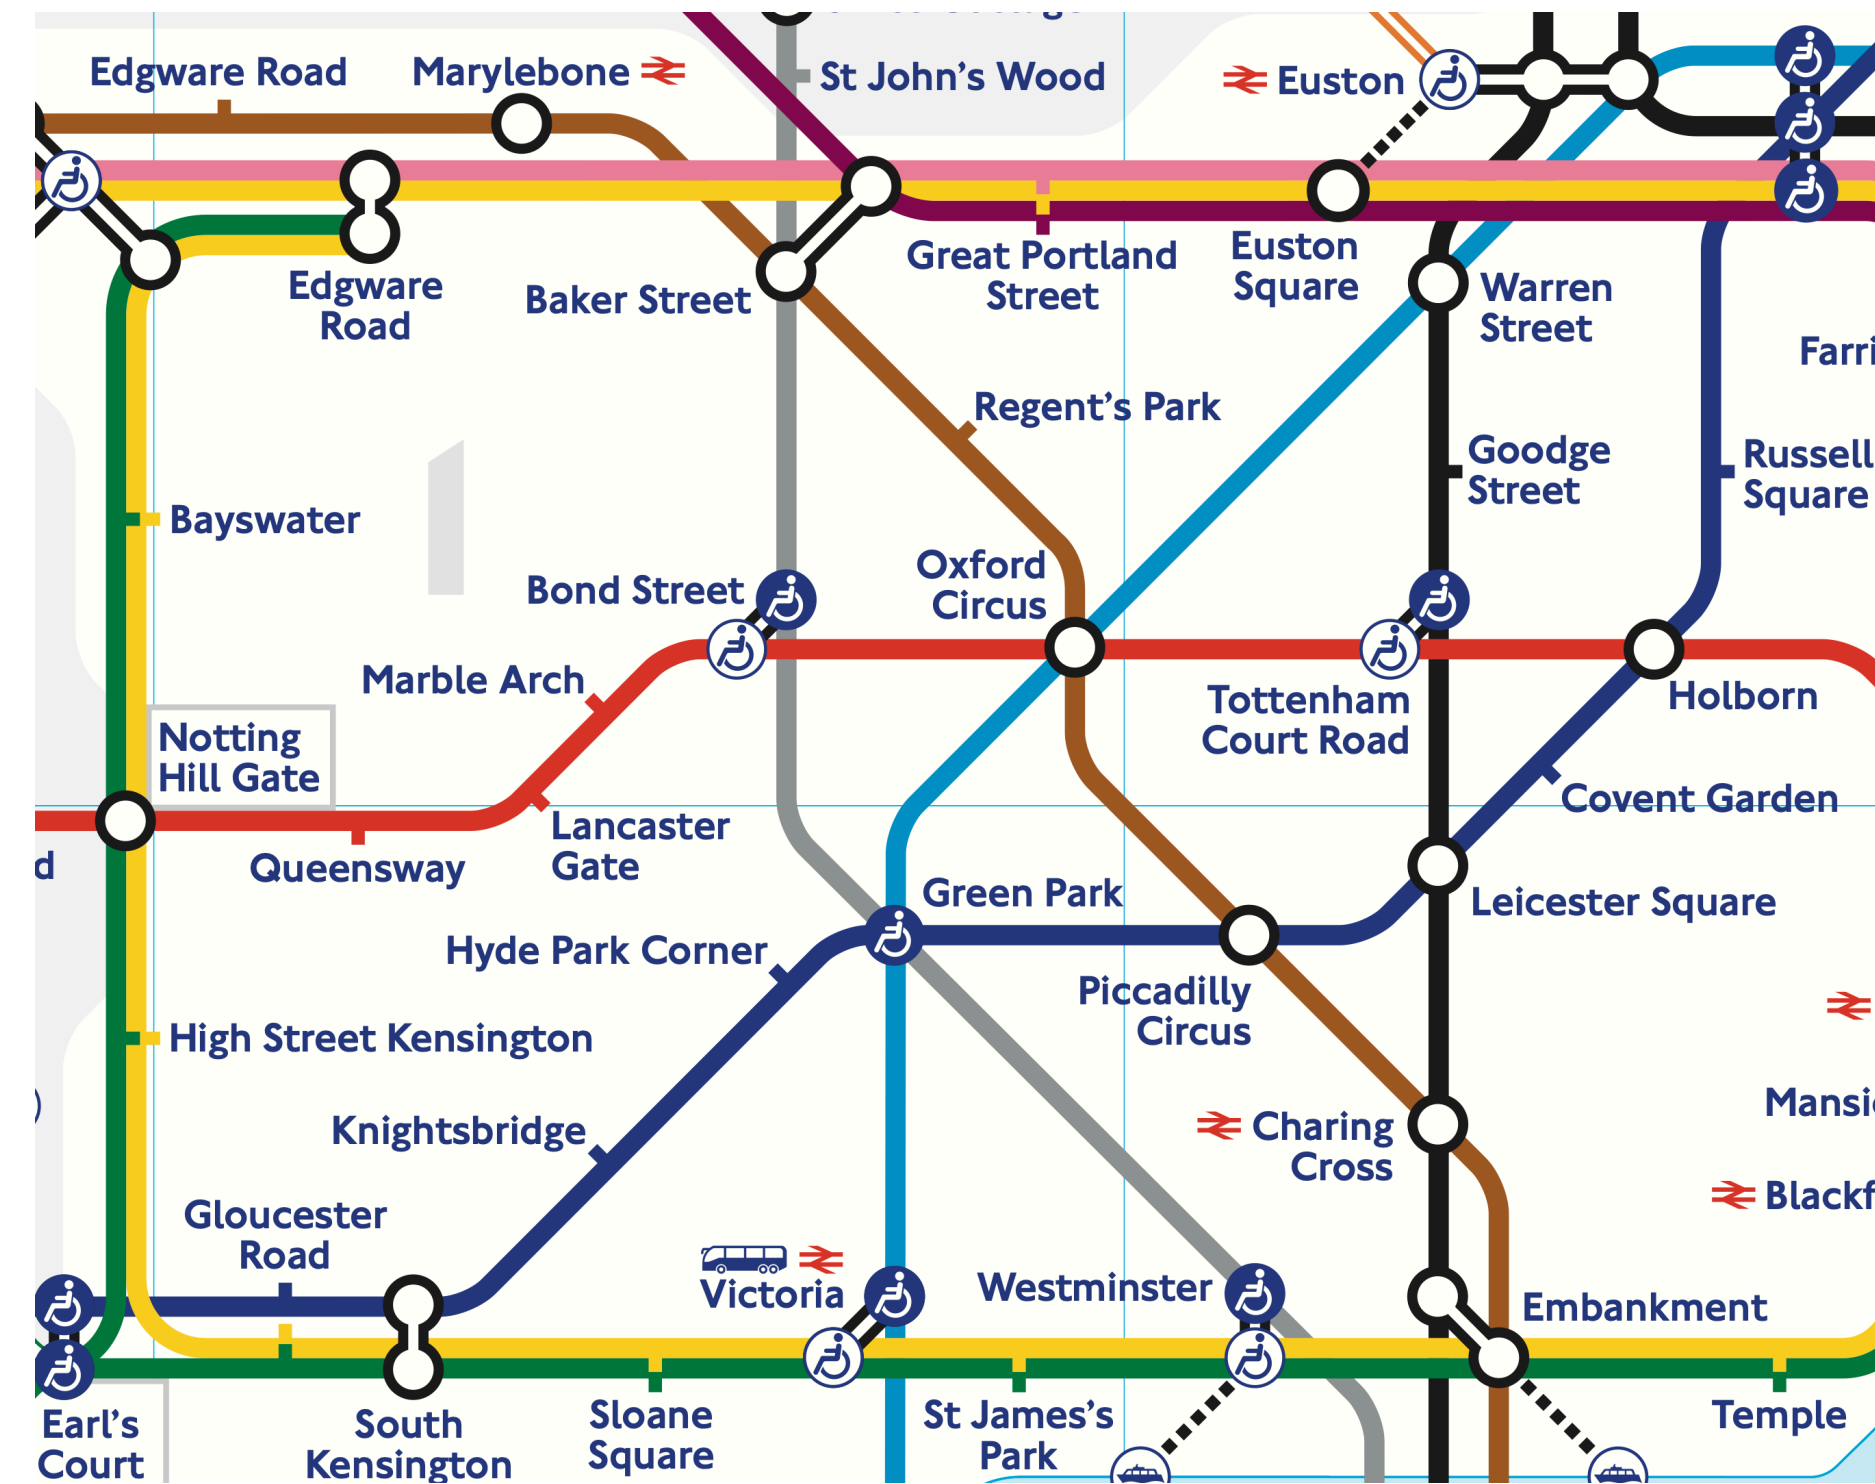 Edgware Road
Marylebone
St John's Wood
Euston
Edgware
Road
Baker Street
Great Portland
Street
Euston
Square
Warren
Street
Regent's Park
Goodge
Street
Russell
Square
Bayswater
Bond Street
Oxford
Circus
Marble Arch
Tottenham
Court Road
Holborn
Notting
Hill Gate
Covent Garden
Lancaster
Gate
Queensway
Green Park
Leicester Square
Hyde Park Corner
Piccadilly
Circus
High Street Kensington
Knightsbridge
Charing
Cross
Gloucester
Road
Victoria
Westminster
Embankment
Earl's
Court
South
Kensington
Sloane
Square
St James's
Park
Temple